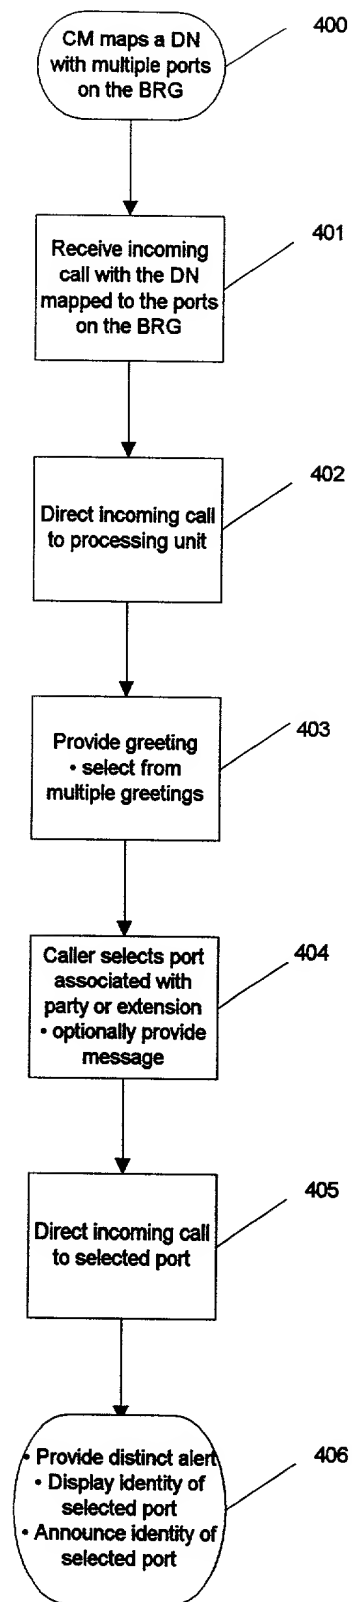 CM maps a DN
with multiple ports
on the BRG
400
Receive incoming
call with the DN
mapped to the ports
on the BRG
401
Direct incoming call
to processing unit
402
Provide greeting
• select from
multiple greetings
403
Caller selects port
associated with
party or extension
• optionally provide
message
404
Direct incoming call
to selected port
405
• Provide distinct alert
• Display identity of
selected port
• Announce identity of
selected port
406